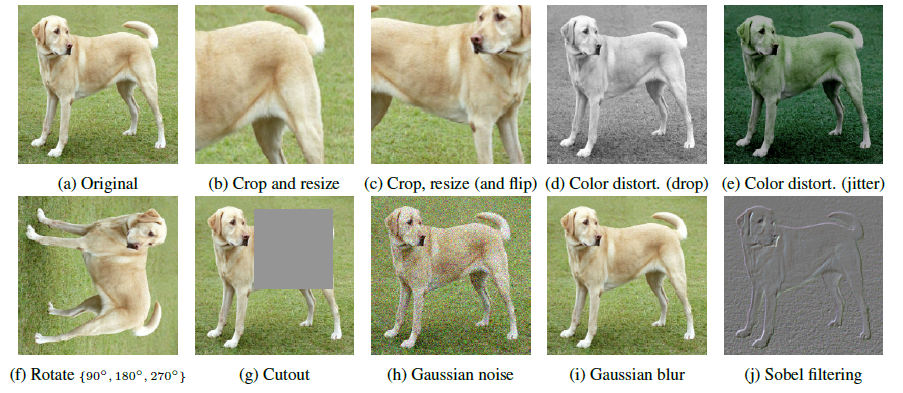 (a) Original
(b) Crop and resize
(c) Crop, resize (and flip)
(d) Color distort. (drop)
(e) Color distort. (jitter)
(f) Rotate {90°, 180°, 270°}
(g) Cutout
(h) Gaussian noise
(i) Gaussian blur
(j) Sobel filtering